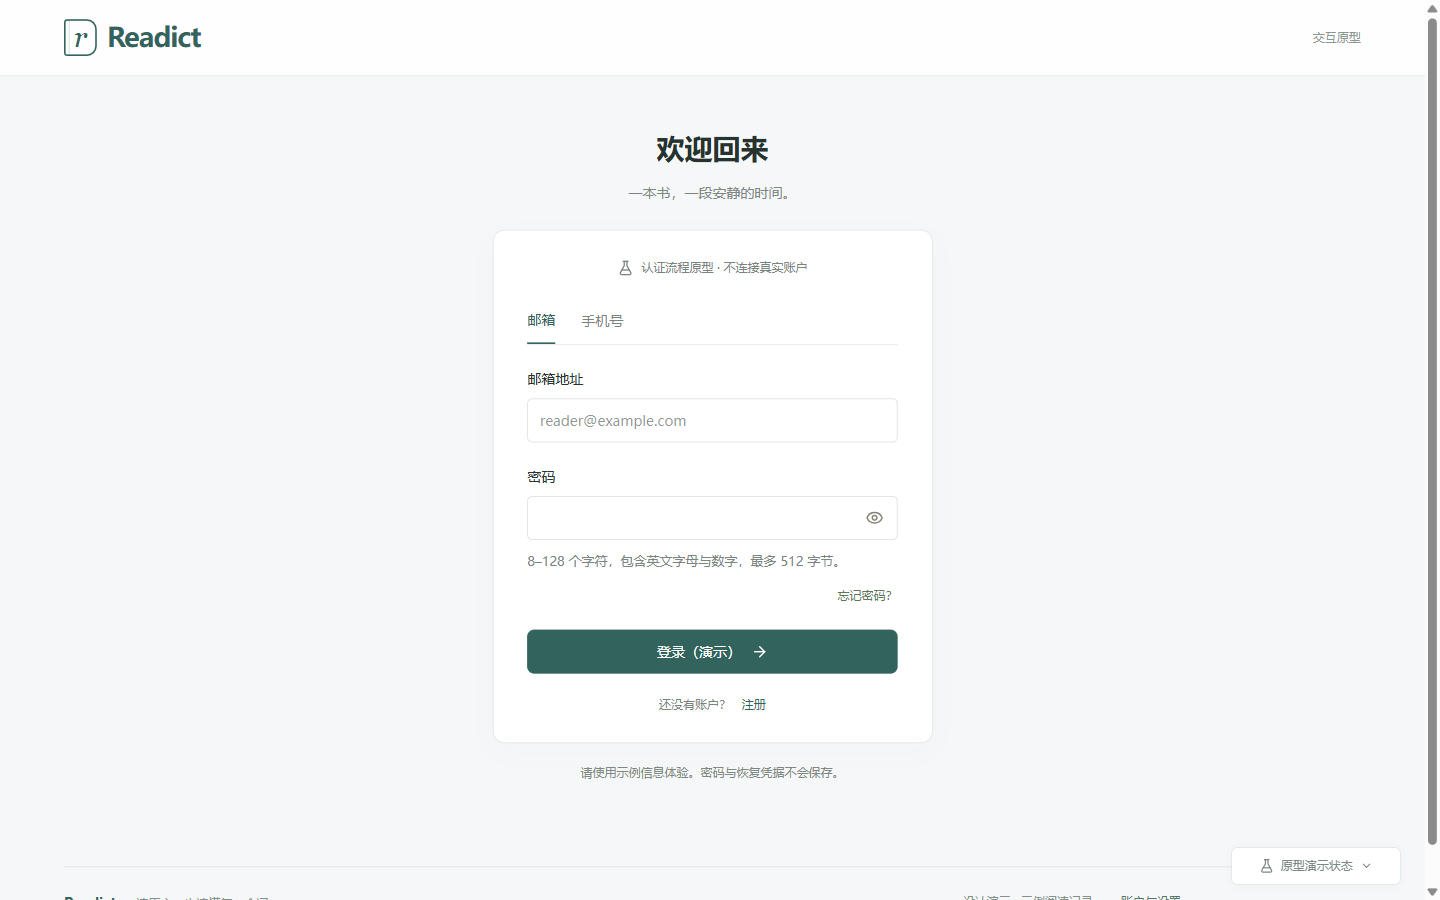 r Readict
交互原型
欢迎回来
一本书，一段安静的时间。
认证流程原型 · 不连接真实账户
邮箱 手机号
邮箱地址
reader@example.com
密码
8–128 个字符，包含英文字母与数字，最多 512 字节。
忘记密码？
登录（演示）
还没有账户？ 注册
请使用示例信息体验。密码与恢复凭据不会保存。
原型演示状态